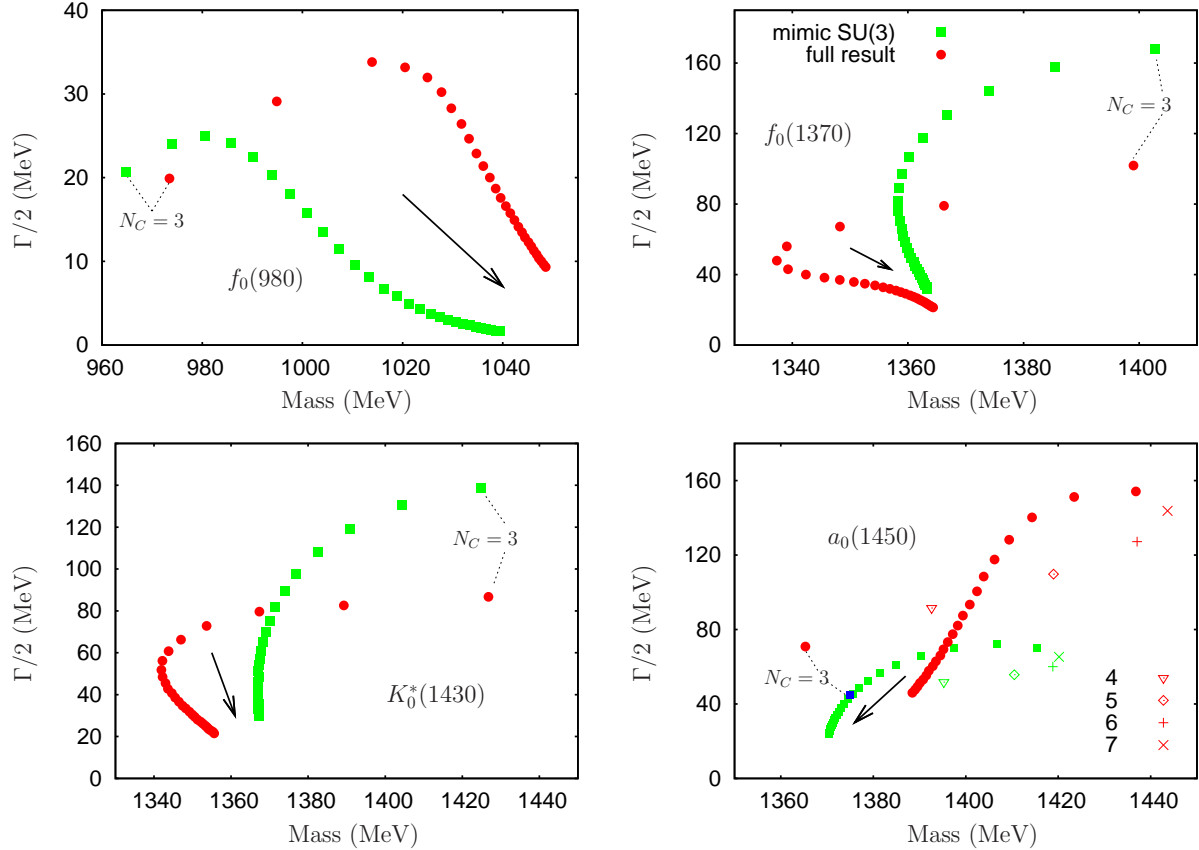 40
30
20
10
0
960
980
1000
1020
1040
Γ/2 (MeV)
Mass (MeV)
N_C = 3
f_0(980)
160
120
80
40
0
1340
1360
1380
1400
Γ/2 (MeV)
Mass (MeV)
mimic SU(3)
full result
N_C = 3
f_0(1370)
160
140
120
100
80
60
40
20
0
1340
1360
1380
1400
1420
1440
Γ/2 (MeV)
Mass (MeV)
N_C = 3
K_0^*(1430)
160
120
80
40
0
1360
1380
1400
1420
1440
Γ/2 (MeV)
Mass (MeV)
a_0(1450)
N_C = 3
4
5
6
7